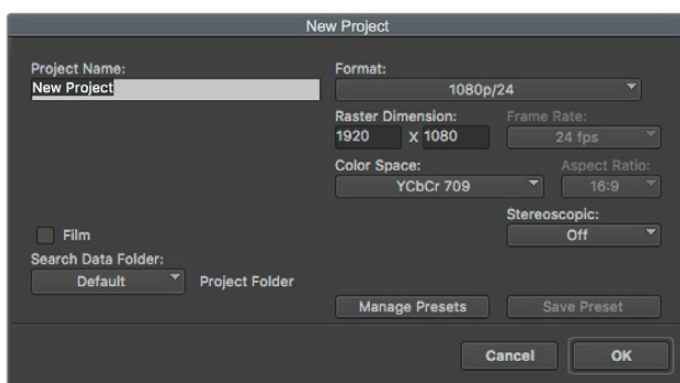 New Project
Project Name:
New Project
Format:
1080p/24
Raster Dimension:
Frame Rate:
1920 x 1080
24 fps
Color Space:
Aspect Ratio:
YCbCr 709
16:9
Stereoscopic:
Film
Off
Search Data Folder:
Default
Project Folder
Manage Presets
Save Preset
Cancel
OK